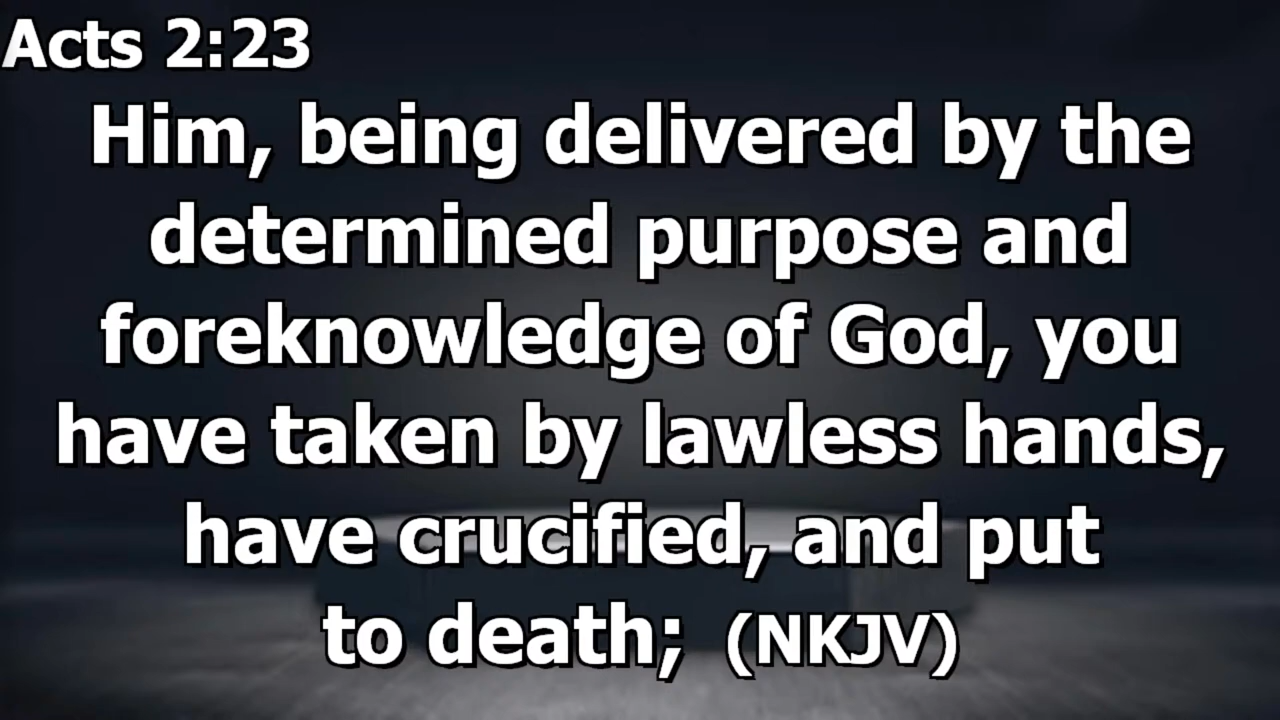 Acts 2:23
Him, being delivered by the
determined purpose and
foreknowledge of God, you
have taken by lawless hands,
have crucified, and put
to death; (NKJV)